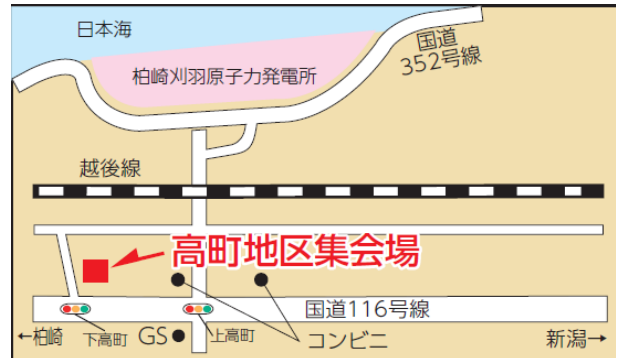 日本海
国道
352号線
柏崎刈羽原子力発電所
越後線
高町地区集会場
国道116号線
←柏崎
下高町
GS
上高町
コンビニ
新潟→